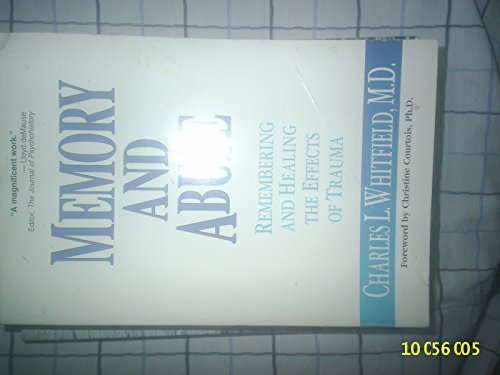 "A magnificent work."
— Lloyd deMause
Editor, The Journal of Psychohistory
MEMORY
AND
ABUSE
REMEMBERING
AND HEALING
THE EFFECTS
OF TRAUMA
CHARLES L. WHITFIELD, M.D.
Foreword by Christine Courtois, Ph.D.
10 056 005